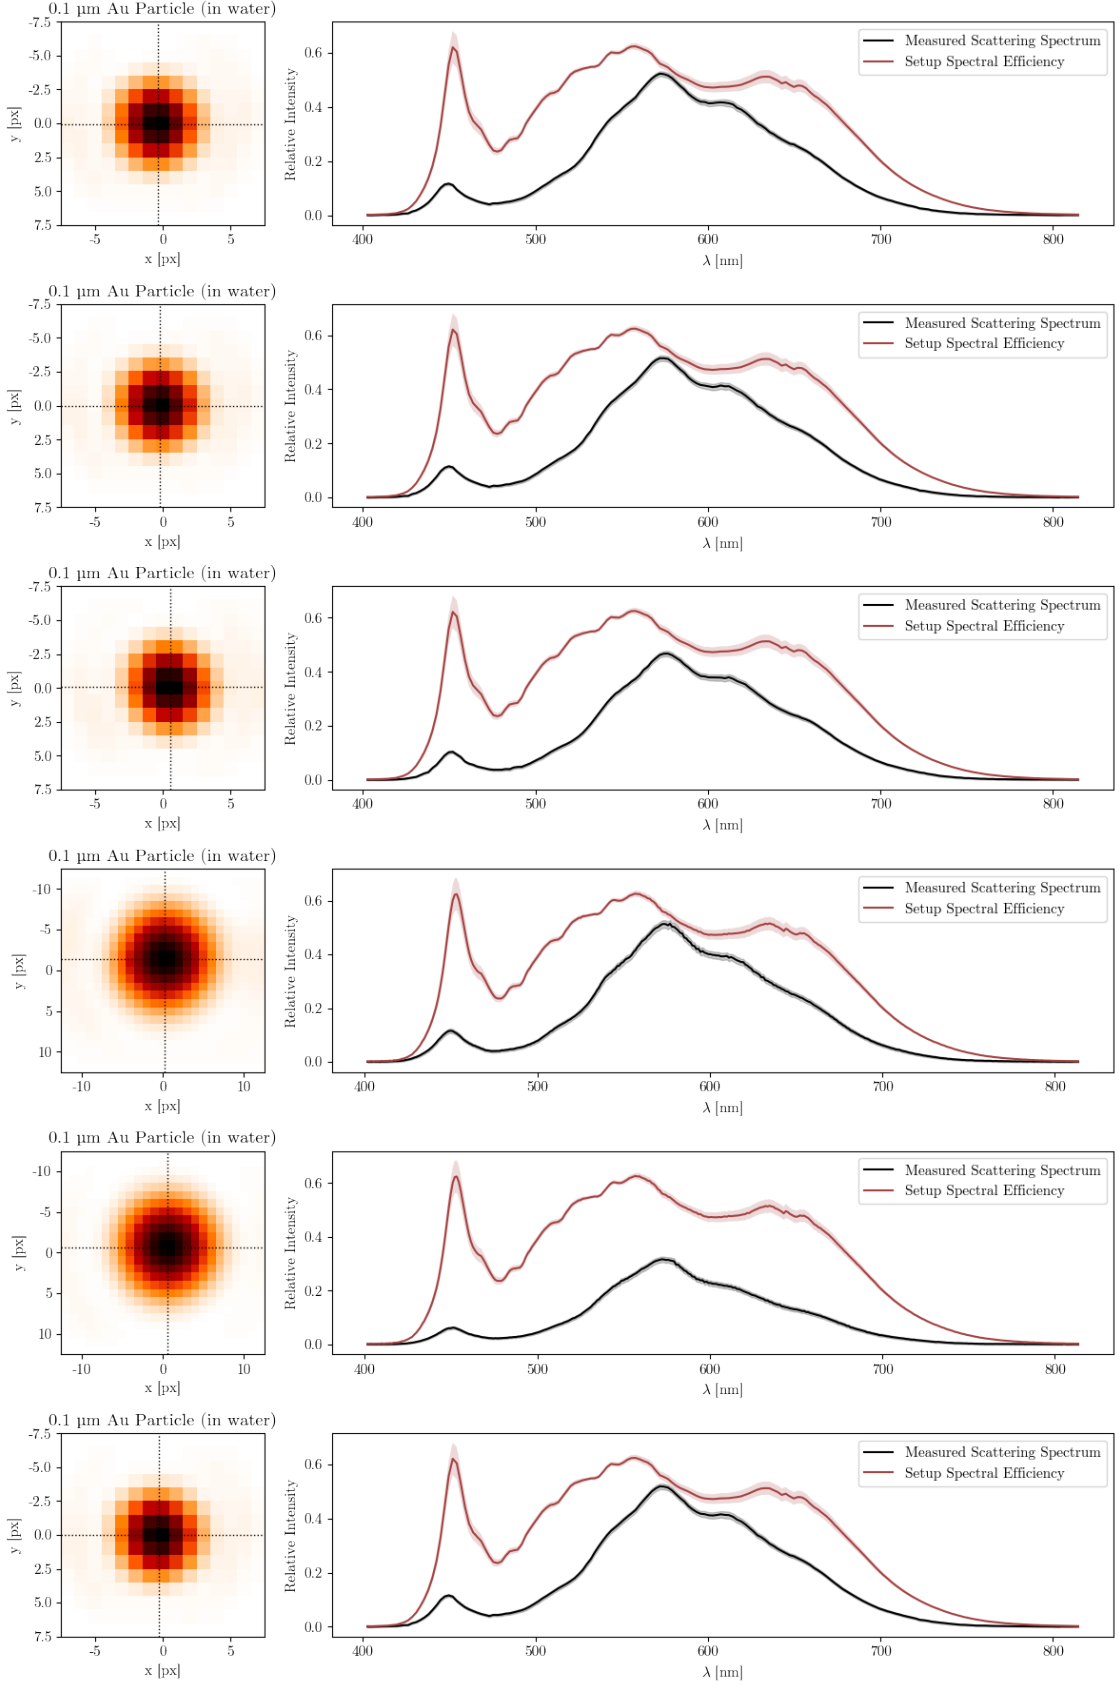 0.1 µm Au Particle (in water)
-7.5
-5.0
-2.5
0.0
2.5
5.0
7.5
y [px]
-5 0 5
x [px]
0.6
0.4
0.2
0.0
Relative Intensity
Measured Scattering Spectrum
Setup Spectral Efficiency
400 500 600 700 800
λ [nm]
0.1 µm Au Particle (in water)
-7.5
-5.0
-2.5
0.0
2.5
5.0
7.5
y [px]
-5 0 5
x [px]
0.6
0.4
0.2
0.0
Relative Intensity
Measured Scattering Spectrum
Setup Spectral Efficiency
400 500 600 700 800
λ [nm]
0.1 µm Au Particle (in water)
-7.5
-5.0
-2.5
0.0
2.5
5.0
7.5
y [px]
-5 0 5
x [px]
0.6
0.4
0.2
0.0
Relative Intensity
Measured Scattering Spectrum
Setup Spectral Efficiency
400 500 600 700 800
λ [nm]
0.1 µm Au Particle (in water)
-10
-5
0
5
10
y [px]
-10 0 10
x [px]
0.6
0.4
0.2
0.0
Relative Intensity
Measured Scattering Spectrum
Setup Spectral Efficiency
400 500 600 700 800
λ [nm]
0.1 µm Au Particle (in water)
-10
-5
0
5
10
y [px]
-10 0 10
x [px]
0.6
0.4
0.2
0.0
Relative Intensity
Measured Scattering Spectrum
Setup Spectral Efficiency
400 500 600 700 800
λ [nm]
0.1 µm Au Particle (in water)
-7.5
-5.0
-2.5
0.0
2.5
5.0
7.5
y [px]
-5 0 5
x [px]
0.6
0.4
0.2
0.0
Relative Intensity
Measured Scattering Spectrum
Setup Spectral Efficiency
400 500 600 700 800
λ [nm]